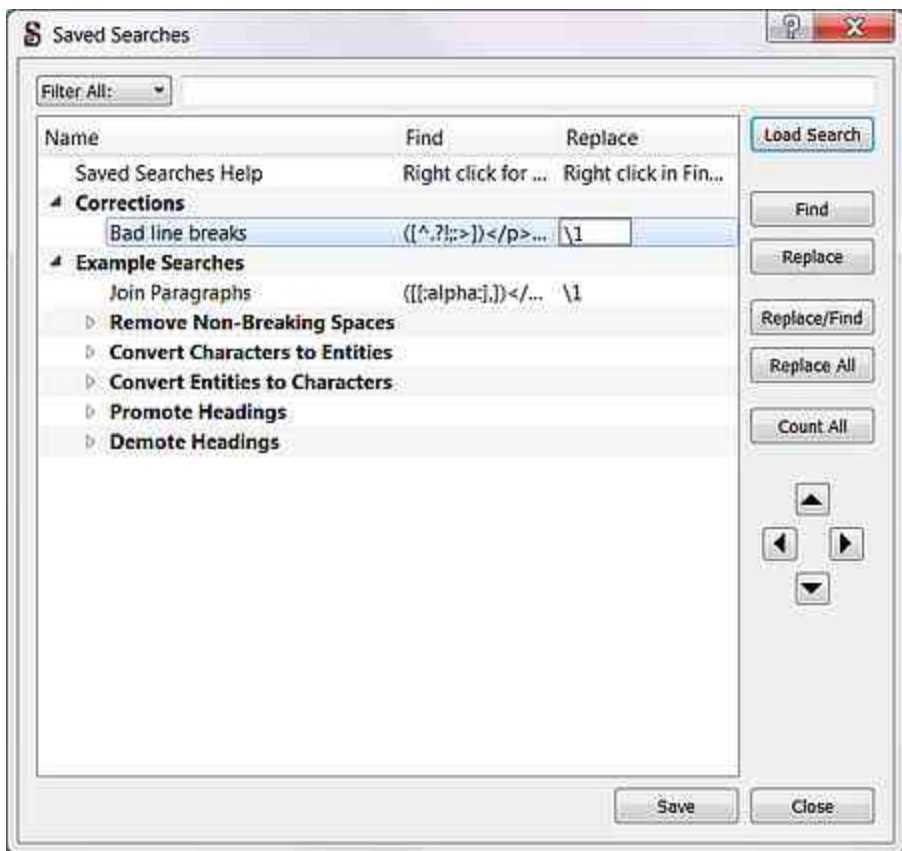 Saved Searches
Filter All:
Name Find Replace
Load Search
Saved Searches Help Right click for ... Right click in Fin...
Corrections
Find
Bad line breaks ([^.?!;:>])</p>... \1
Replace
Example Searches
Join Paragraphs ([[:alpha:],])</... \1
Remove Non-Breaking Spaces
Replace/Find
Convert Characters to Entities
Replace All
Convert Entities to Characters
Promote Headings
Count All
Demote Headings
Save Close